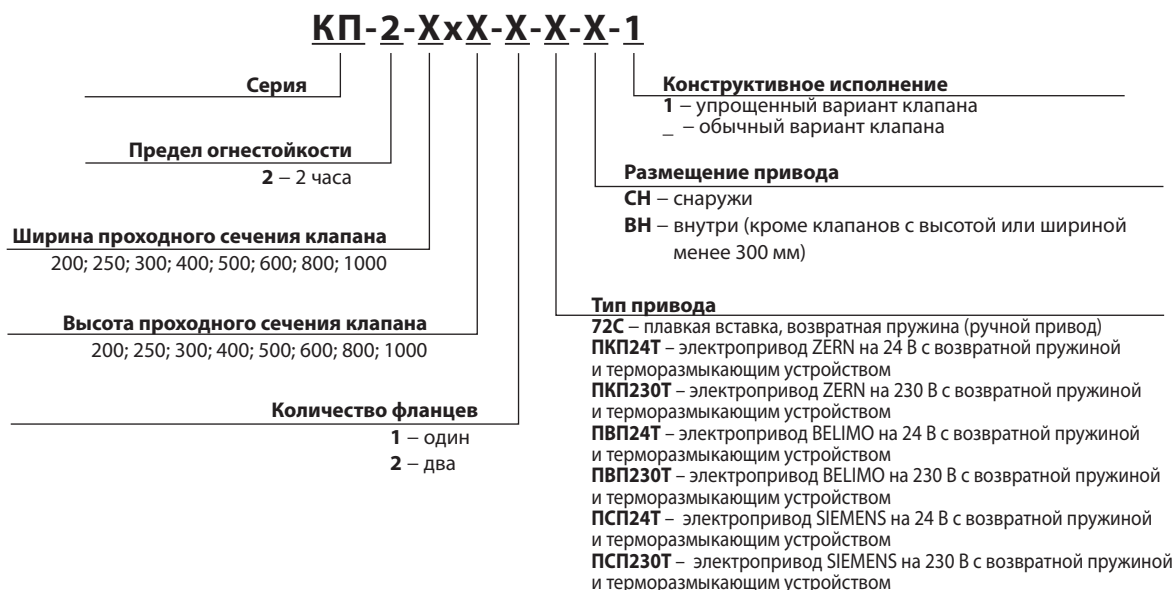 КП-2-ХxХ-Х-Х-Х-1
Серия
Предел огнестойкости
2 – 2 часа
Ширина проходного сечения клапана
200; 250; 300; 400; 500; 600; 800; 1000
Высота проходного сечения клапана
200; 250; 300; 400; 500; 600; 800; 1000
Количество фланцев
1 – один
2 – два
Конструктивное исполнение
1 – упрощенный вариант клапана
_ – обычный вариант клапана
Размещение привода
СН – снаружи
ВН – внутри (кроме клапанов с высотой или шириной
менее 300 мм)
Тип привода
72С – плавкая вставка, возвратная пружина (ручной привод)
ПКП24Т – электропривод ZERN на 24 В с возвратной пружиной
и терморазмыкающим устройством
ПКП230Т – электропривод ZERN на 230 В с возвратной пружиной
и терморазмыкающим устройством
ПВП24Т – электропривод BELIMO на 24 В с возвратной пружиной
и терморазмыкающим устройством
ПВП230Т – электропривод BELIMO на 230 В с возвратной пружиной
и терморазмыкающим устройством
ПСП24Т – электропривод SIEMENS на 24 В с возвратной пружиной
и терморазмыкающим устройством
ПСП230Т – электропривод SIEMENS на 230 В с возвратной пружиной
и терморазмыкающим устройством